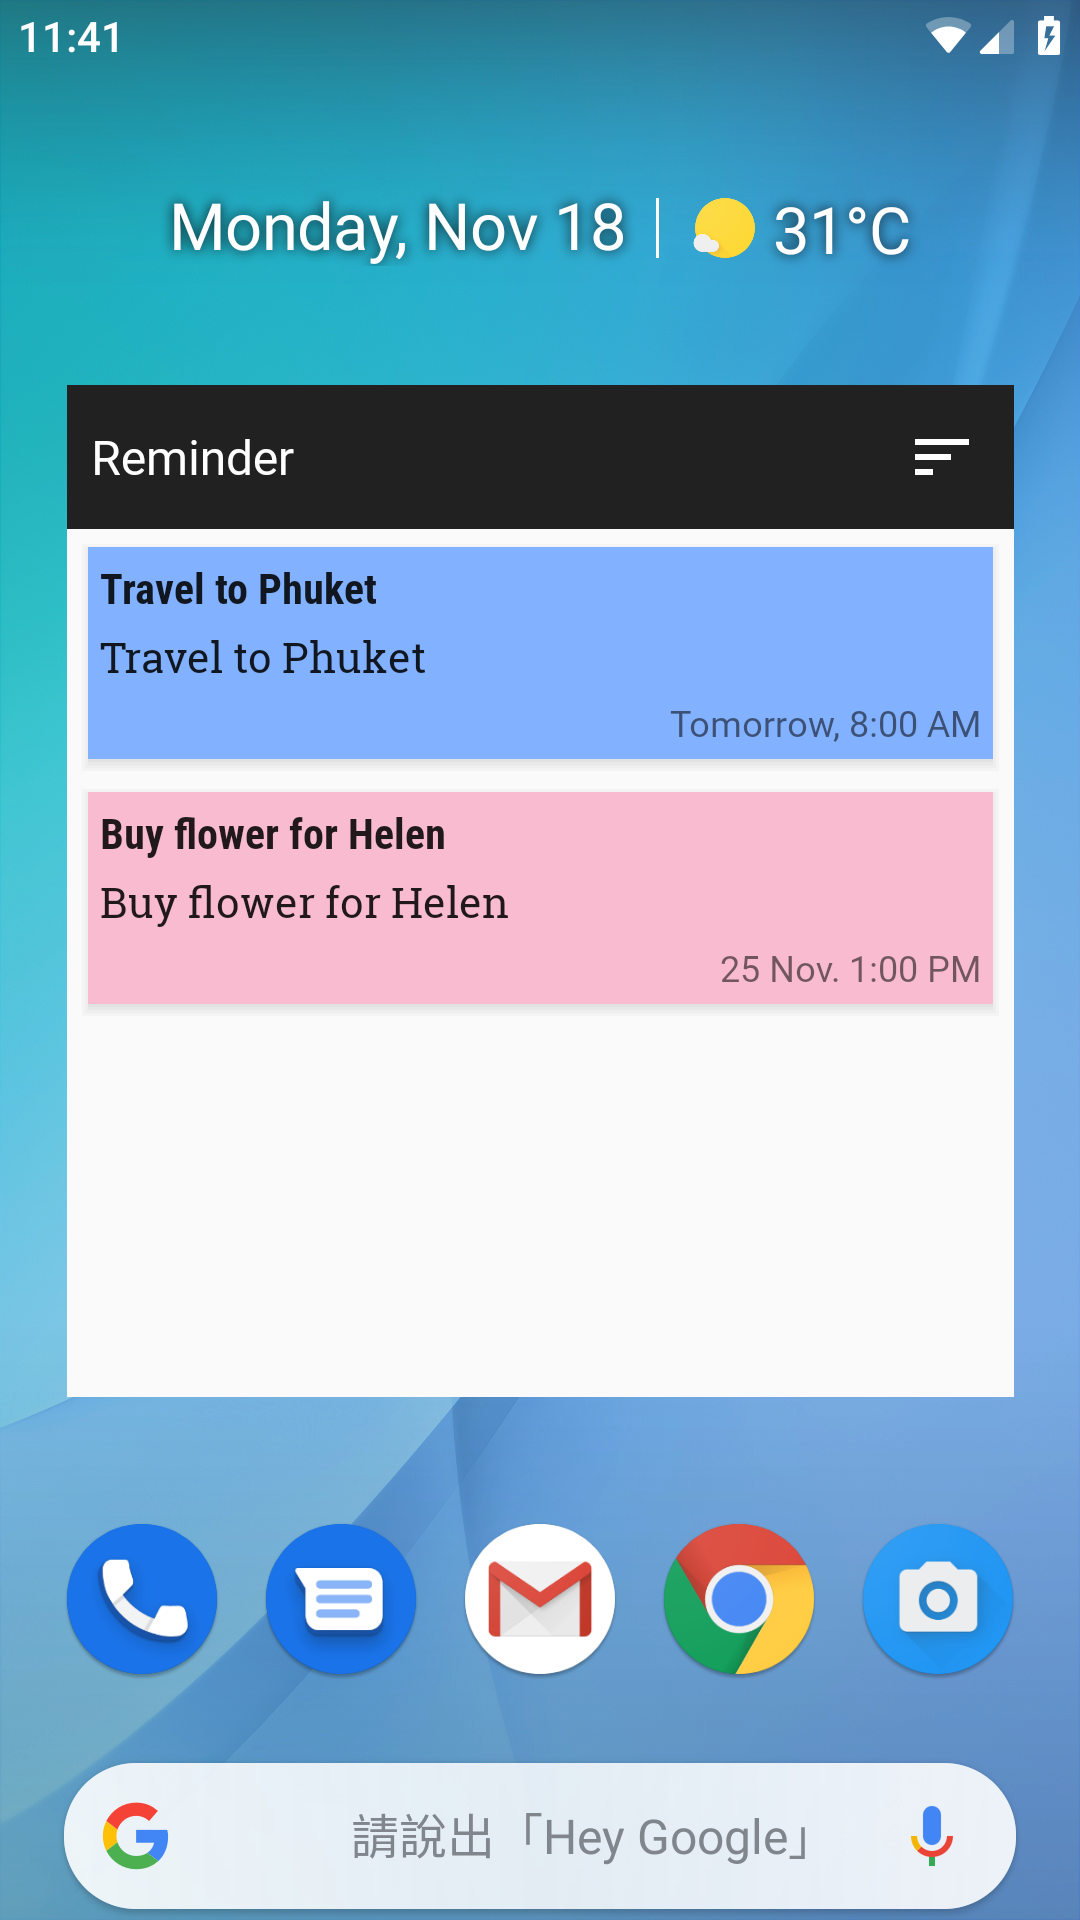 11:41
Monday, Nov 18 31°C
Reminder
Travel to Phuket
Travel to Phuket
Tomorrow, 8:00 AM
Buy flower for Helen
Buy flower for Helen
25 Nov. 1:00 PM
請說出「Hey Google」